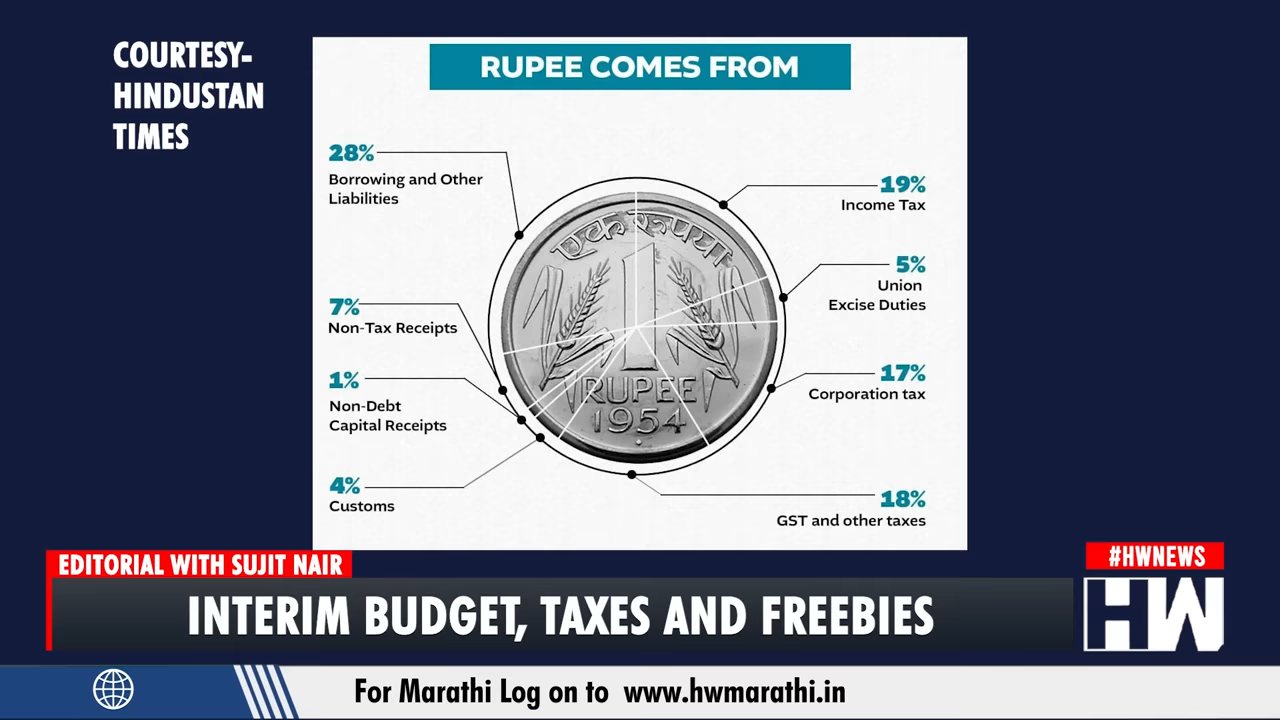 COURTESY-
HINDUSTAN
TIMES
RUPEE COMES FROM
28%
Borrowing and Other
Liabilities
7%
Non-Tax Receipts
1%
Non-Debt
Capital Receipts
4%
Customs
एक रुपया
1
RUPEE
1954
19%
Income Tax
5%
Union
Excise Duties
17%
Corporation tax
18%
GST and other taxes
EDITORIAL WITH SUJIT NAIR
INTERIM BUDGET, TAXES AND FREEBIES
#HWNEWS
HW
For Marathi Log on to www.hwmarathi.in